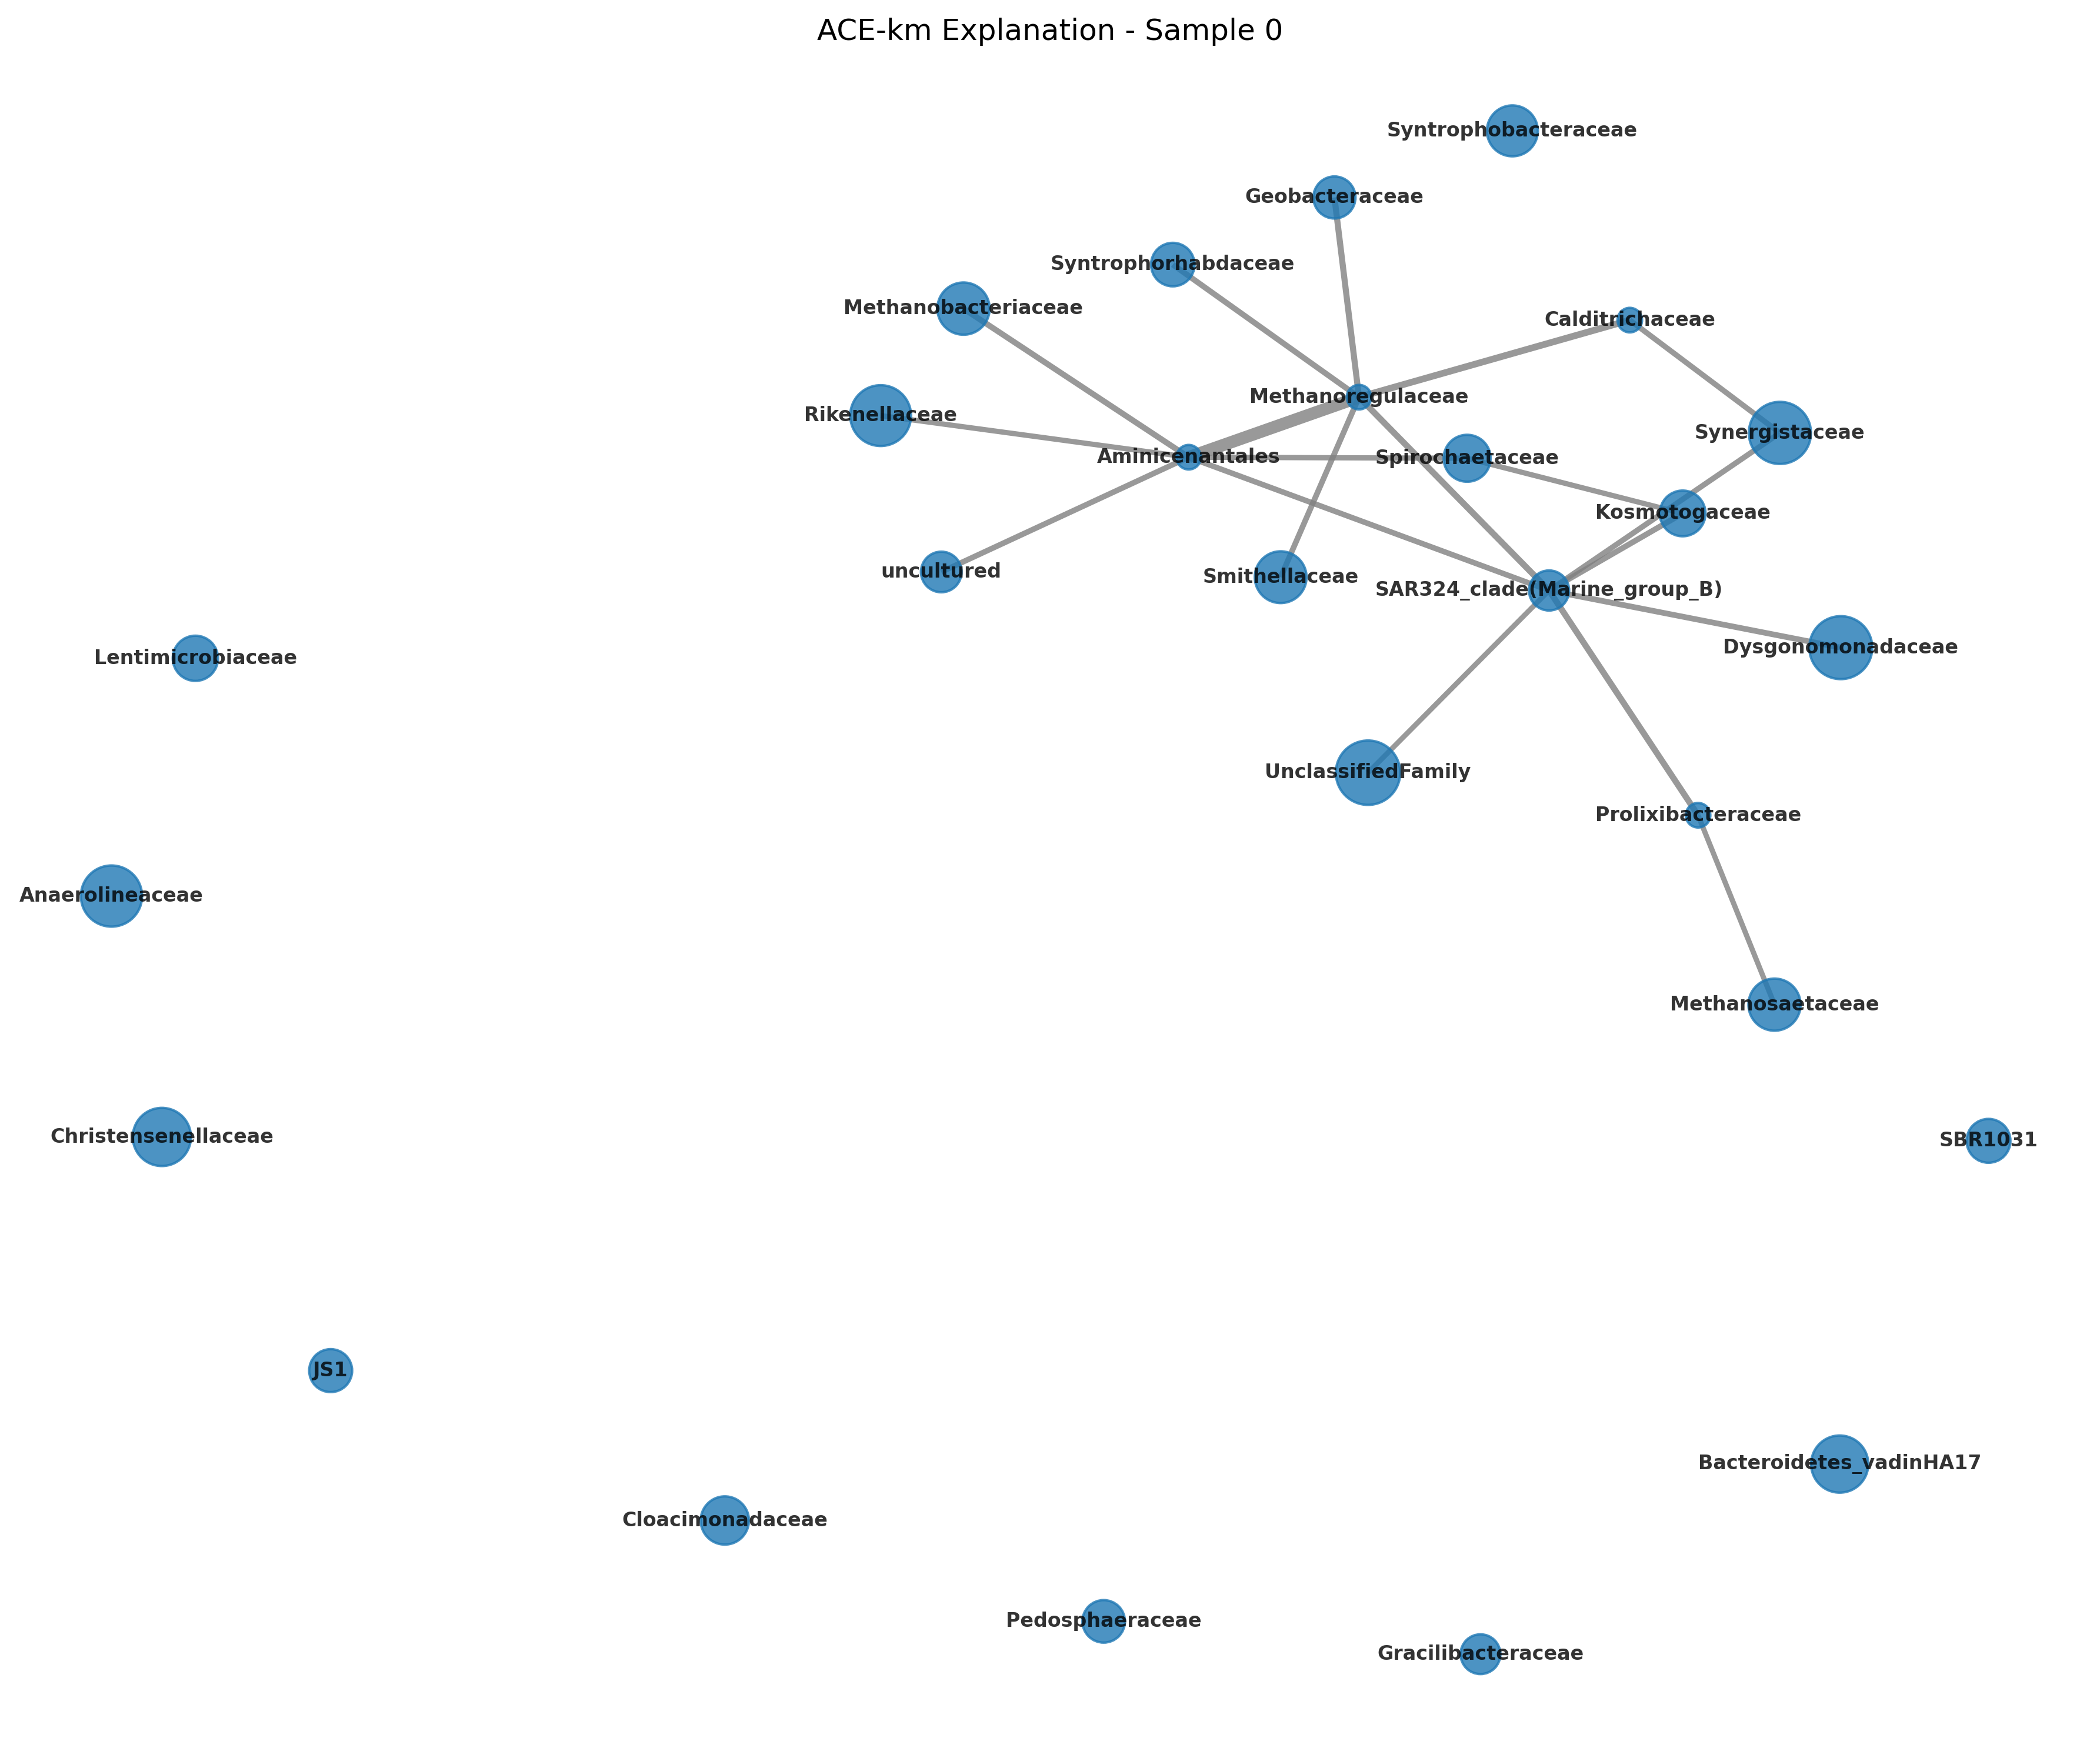 ACE-km Explanation - Sample 0
Syntrophobacteraceae
Geobacteraceae
Syntrophorhabdaceae
Methanobacteriaceae
Calditrichaceae
Methanoregulaceae
Rikenellaceae
Synergistaceae
Aminicenantales
Spirochaetaceae
Kosmotogaceae
uncultured
Smithellaceae
SAR324_clade(Marine_group_B)
Dysgonomonadaceae
Lentimicrobiaceae
UnclassifiedFamily
Prolixibacteraceae
Anaerolineaceae
Methanosaetaceae
Christensenellaceae
SBR1031
JS1
Bacteroidetes_vadinHA17
Cloacimonadaceae
Pedosphaeraceae
Gracilibacteraceae